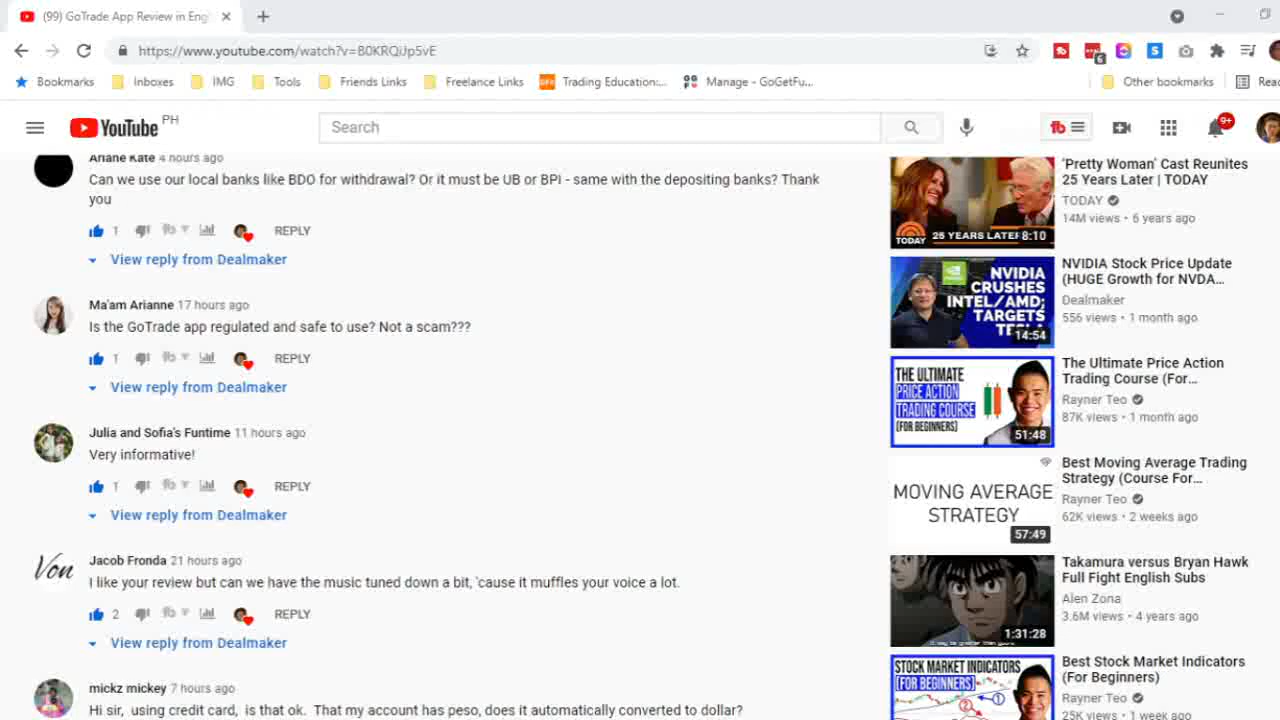 (99) GoTrade App Review in Eng
https://www.youtube.com/watch?v=B0KRQiJp5vE
6
Bookmarks
Inboxes
IMG
Tools
Friends Links
Freelance Links
Trading Education:...
Manage - GoGetFu...
Other bookmarks
YouTube PH
Search
9+
Ariane Kate 4 hours ago
Can we use our local banks like BDO for withdrawal? Or it must be UB or BPI - same with the depositing banks? Thank
you
1 REPLY
View reply from Dealmaker
Ma'am Arianne 17 hours ago
Is the GoTrade app regulated and safe to use? Not a scam???
1 REPLY
View reply from Dealmaker
Julia and Sofia's Funtime 11 hours ago
Very informative!
1 REPLY
View reply from Dealmaker
Von
Jacob Fronda 21 hours ago
I like your review but can we have the music tuned down a bit, 'cause it muffles your voice a lot.
2 REPLY
View reply from Dealmaker
mickz mickey 7 hours ago
Hi sir, using credit card, is that ok. The amount has peso, does it automatically converted to dollar?
TODAY
25 YEARS LATER
8:10
'Pretty Woman' Cast Reunites
25 Years Later | TODAY
TODAY
14M views • 6 years ago
NVIDIA
CRUSHES
INTEL/AMD;
TARGETS
TESLA
14:54
NVIDIA Stock Price Update
(HUGE Growth for NVDA...
Dealmaker
556 views • 1 month ago
THE ULTIMATE
PRICE ACTION
TRADING COURSE
(FOR BEGINNERS)
51:48
The Ultimate Price Action
Trading Course (For...
Rayner Teo
87K views • 1 month ago
MOVING AVERAGE
STRATEGY
57:49
Best Moving Average Trading
Strategy (Course For...
Rayner Teo
62K views • 2 weeks ago
1:31:28
Takamura versus Bryan Hawk
Full Fight English Subs
Alen Zona
3.6M views • 4 years ago
STOCK MARKET INDICATORS
(FOR BEGINNERS)
Best Stock Market Indicators
(For Beginners)
Rayner Teo
25K views • 1 week ago